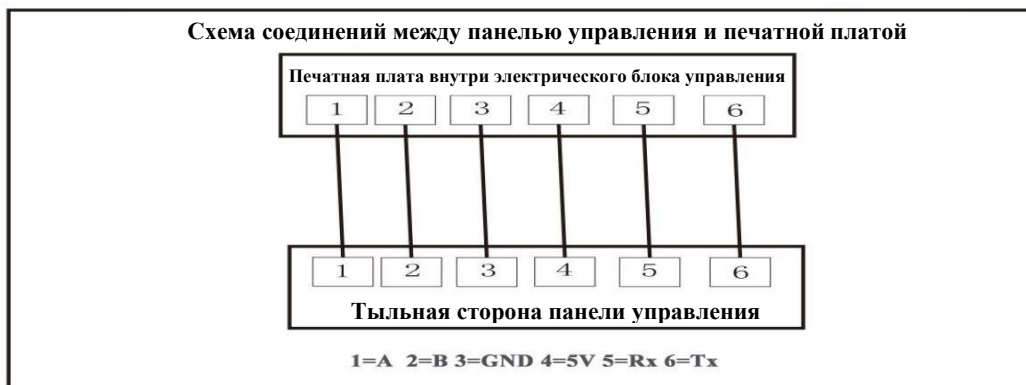 Схема соединений между панелью управления и печатной платой
Печатная плата внутри электрического блока управления
1 2 3 4 5 6
1 2 3 4 5 6
Тыльная сторона панели управления
1=A 2=B 3=GND 4=5V 5=Rx 6=Tx